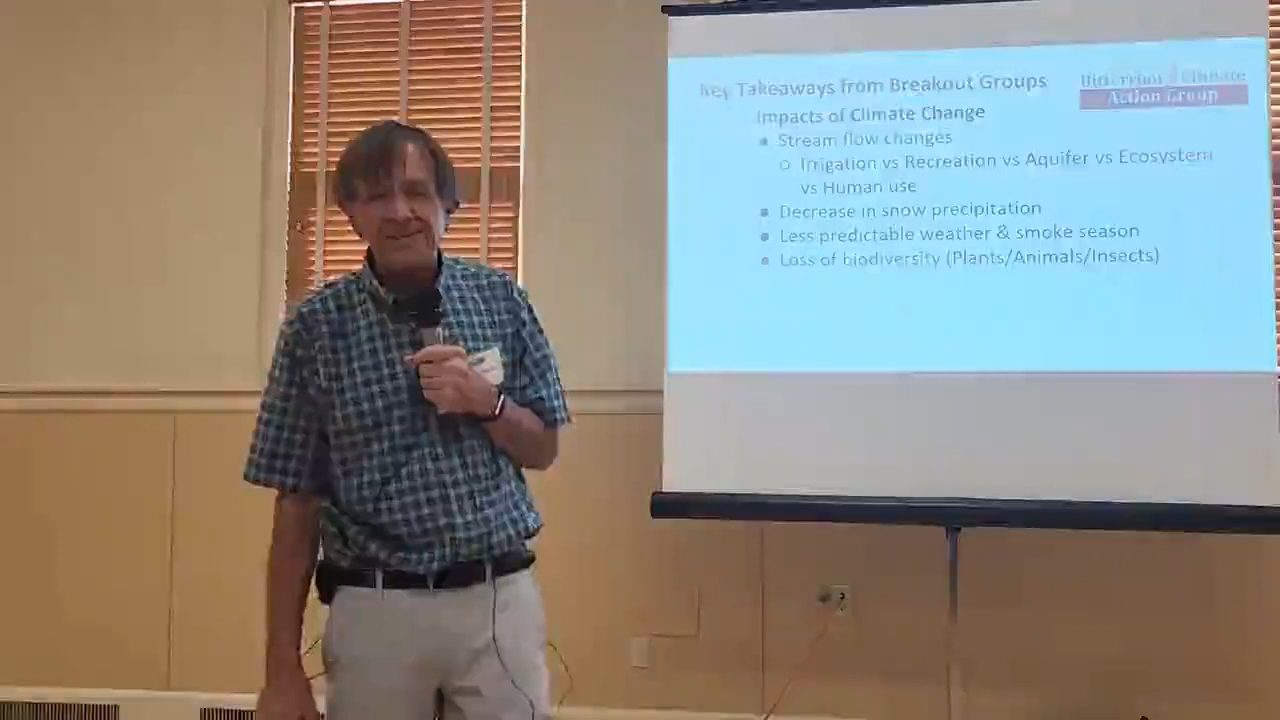 Key Takeaways from Breakout Groups
Bitterroot Climate
Action Group
Impacts of Climate Change
Stream flow changes
Irrigation vs Recreation vs Aquifer vs Ecosystem
vs Human use
Decrease in snow precipitation
Less predictable weather & smoke season
Loss of biodiversity (Plants/Animals/Insects)